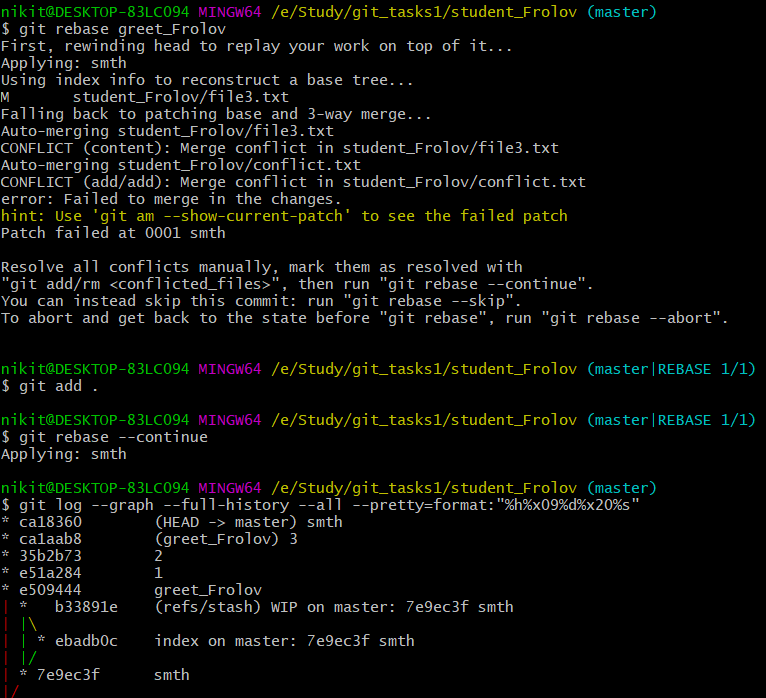 nikit@DESKTOP-83LC094 MINGW64 /e/Study/git_tasks1/student_Frolov (master)
$ git rebase greet_Frolov
First, rewinding head to replay your work on top of it...
Applying: smth
Using index info to reconstruct a base tree...
M       student_Frolov/file3.txt
Falling back to patching base and 3-way merge...
Auto-merging student_Frolov/file3.txt
CONFLICT (content): Merge conflict in student_Frolov/file3.txt
Auto-merging student_Frolov/conflict.txt
CONFLICT (add/add): Merge conflict in student_Frolov/conflict.txt
error: Failed to merge in the changes.
hint: Use 'git am --show-current-patch' to see the failed patch
Patch failed at 0001 smth
Resolve all conflicts manually, mark them as resolved with
"git add/rm <conflicted_files>", then run "git rebase --continue".
You can instead skip this commit: run "git rebase --skip".
To abort and get back to the state before "git rebase", run "git rebase --abort".
nikit@DESKTOP-83LC094 MINGW64 /e/Study/git_tasks1/student_Frolov (master|REBASE 1/1)
$ git add .
nikit@DESKTOP-83LC094 MINGW64 /e/Study/git_tasks1/student_Frolov (master|REBASE 1/1)
$ git rebase --continue
Applying: smth
nikit@DESKTOP-83LC094 MINGW64 /e/Study/git_tasks1/student_Frolov (master)
$ git log --graph --full-history --all --pretty=format:"%h%x09%d%x20%s"
* ca18360        (HEAD -> master) smth
* ca1aab8        (greet_Frolov) 3
* 35b2b73        2
* e51a284        1
* e509444        greet_Frolov
| *   b33891e    (refs/stash) WIP on master: 7e9ec3f smth
| |\
| | * ebadb0c    index on master: 7e9ec3f smth
| |/
| * 7e9ec3f      smth
|/